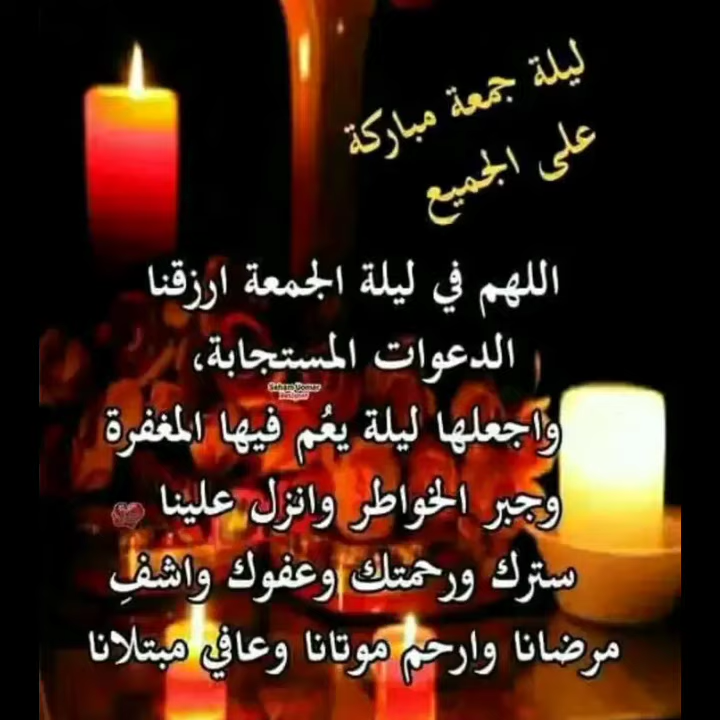 ليلة جمعة مباركة
على الجميع
اللهم في ليلة الجمعة ارزقنا
الدعوات المستجابة،
واجعلها ليلة يعُم فيها المغفرة
وجبر الخواطر وانزل علينا
سترك ورحمتك وعفوك واشفِ
مرضانا وارحم موتانا وعافي مبتلانا